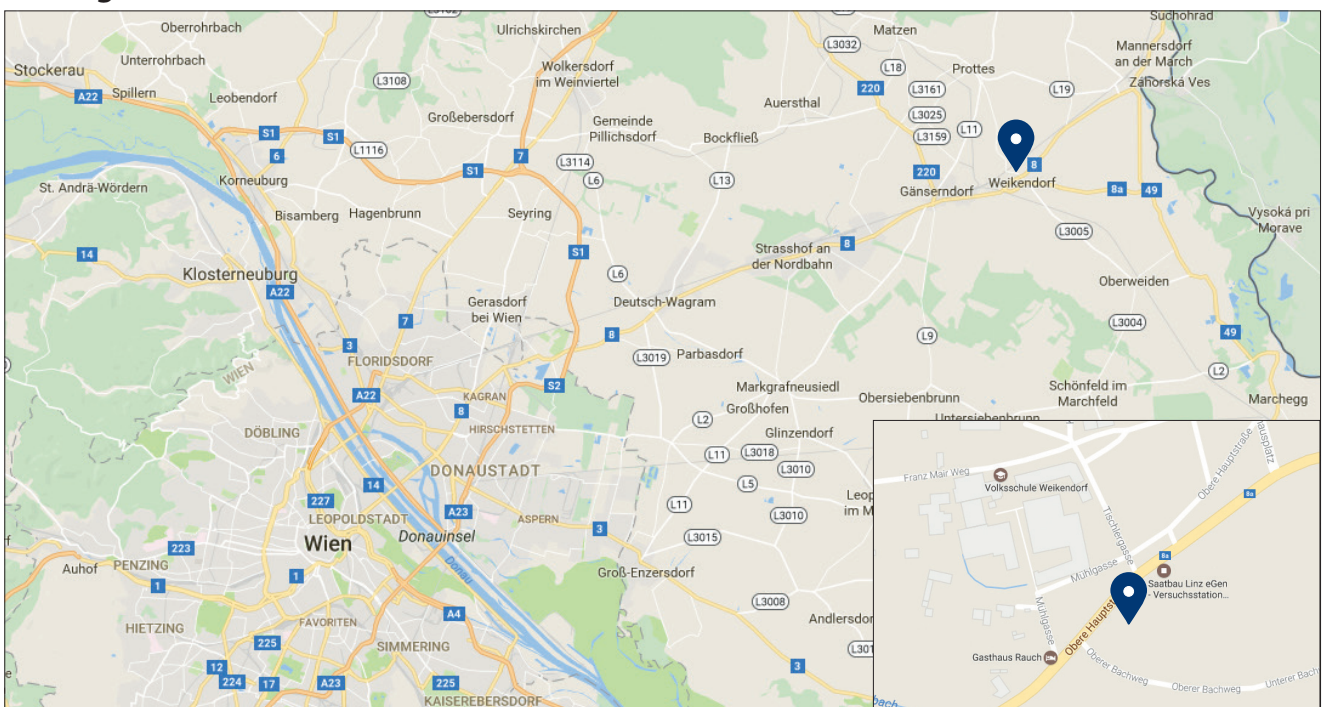 Oberrohrbach
Ulrichskirchen
Matzen
Suchohrad
Stockerau
Unterrohrbach
Wolkersdorf
im Weinviertel
L3032
Mannersdorf
an der March
L18
Prottes
A22
Spillern
L3108
Leobendorf
220
L3161
L19
Záhorská Ves
Auersthal
Großebersdorf
Gemeinde
Pillichsdorf
Bockfließ
L3025
L3159
L11
S1
S1
L1116
6
7
S1
L3114
L6
L13
220
8
St. Andrä-Wördern
Korneuburg
Gänserndorf
Weikendorf
8a
49
Bisamberg
Hagenbrunn
Seyring
Vysoká pri
Morave
14
S1
Strasshof an
der Nordbahn
8
L3005
Klosterneuburg
A22
L6
Oberweiden
Gerasdorf
bei Wien
Deutsch-Wagram
7
8
L3004
3
L9
49
FLORIDSDORF
L3019
Parbasdorf
WIEN
L2
A22
S2
Markgrafneusiedl
Schönfeld im
Marchfeld
KAGRAN
Obersiebenbrunn
Marchegg
8
Großhofen
L2
Untersiebenbrunn
DÖBLING
HIRSCHSTETTEN
Glinzendorf
L11
L3018
L3010
DONAUSTADT
14
L5
227
L11
L3010
LEOPOLDSTADT
A23
ASPERN
3
Wien
Donauinsel
L3015
223
Donau
Auhof
PENZING
1
1
Groß-Enzersdorf
L3008
A4
HIETZING
FAVORITEN
225
SIMMERING
12
224
17
A23
225
KAISEREBERSDORF
3
Franz Mair Weg
Volksschule Weikendorf
Obere Hauptstraße
8a
Tischlergasse
8a
Mühlgasse
Saatbau Linz eGen
- Versuchsstation...
Mühlgasse
Gasthaus Rauch
Oberer Bachweg
Oberer Bachweg